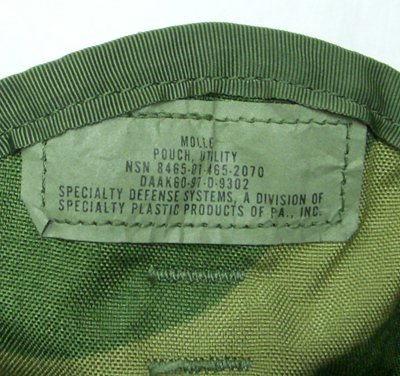 MOLLE
POUCH, UTILITY
NSN 8465-01-465-2070
DAAK60-97-D-9302
SPECIALTY DEFENSE SYSTEMS, A DIVISION OF
SPECIALTY PLASTIC PRODUCTS OF PA., INC.